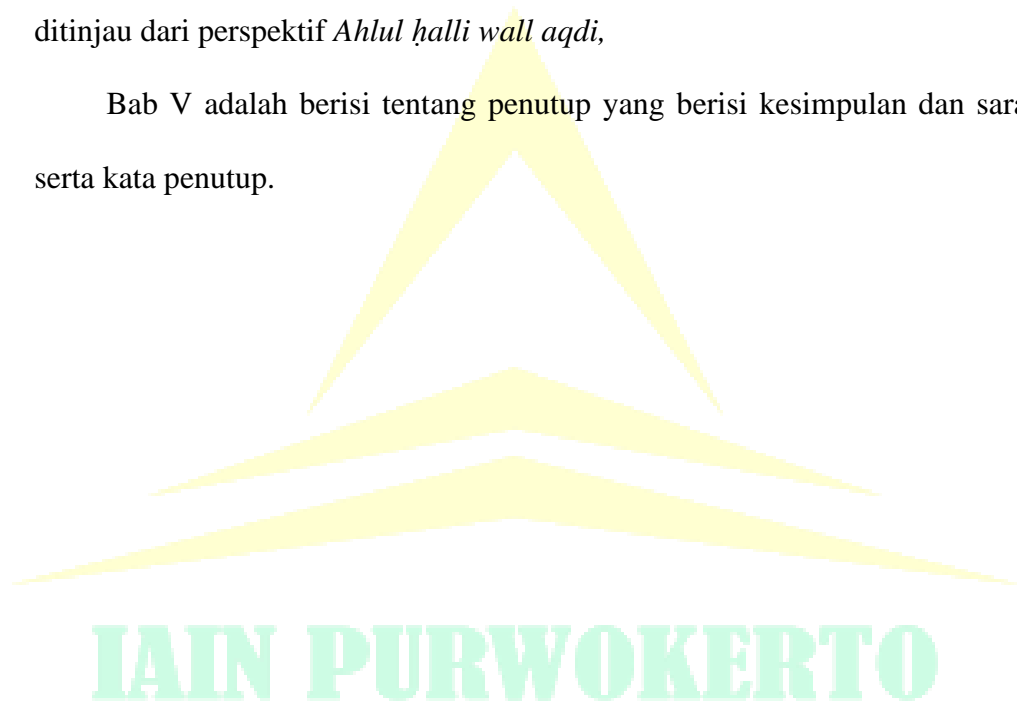 ditinjau dari perspektif Ahlul ḥalli wall aqdi,
Bab V adalah berisi tentang penutup yang berisi kesimpulan dan sara
serta kata penutup.
IAIN PURWOKERTO